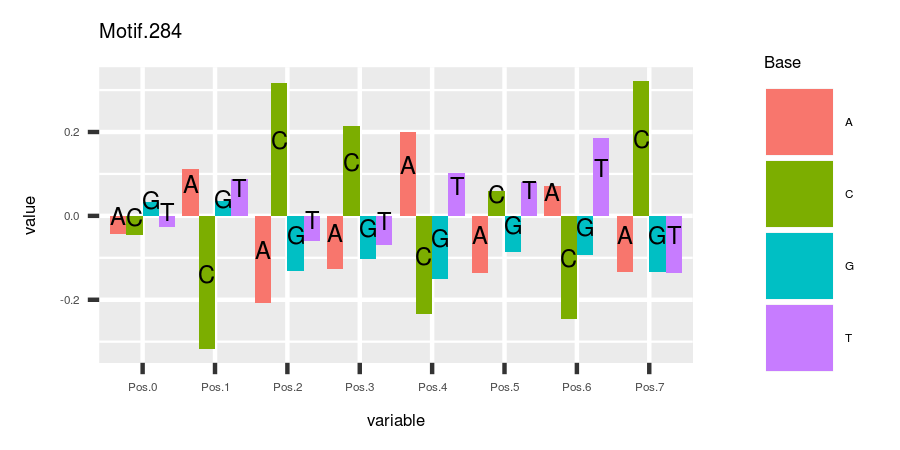 Motif.284
Base
A
C
G
T
value
0.2
0.0
-0.2
A C G T A C G T A C G T A C G T A C G T A C G T A C G T A C G T
Pos.0 Pos.1 Pos.2 Pos.3 Pos.4 Pos.5 Pos.6 Pos.7
variable